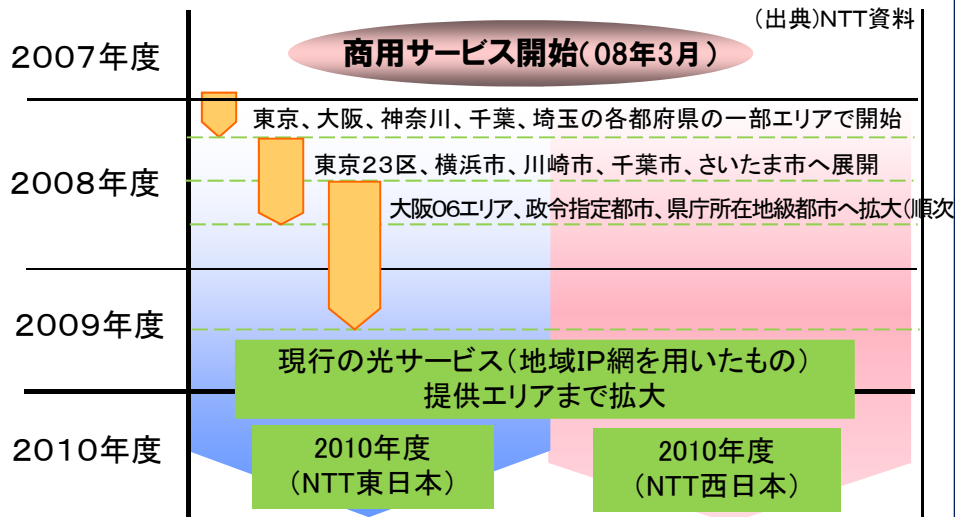 (出典)NTT資料
2007年度
商用サービス開始(08年3月)
東京、大阪、神奈川、千葉、埼玉の各都府県の一部エリアで開始
2008年度
東京23区、横浜市、川崎市、千葉市、さいたま市へ展開
大阪06エリア、政令指定都市、県庁所在地級都市へ拡大(順次
2009年度
現行の光サービス(地域IP網を用いたもの)
提供エリアまで拡大
2010年度
2010年度
(NTT東日本)
2010年度
(NTT西日本)